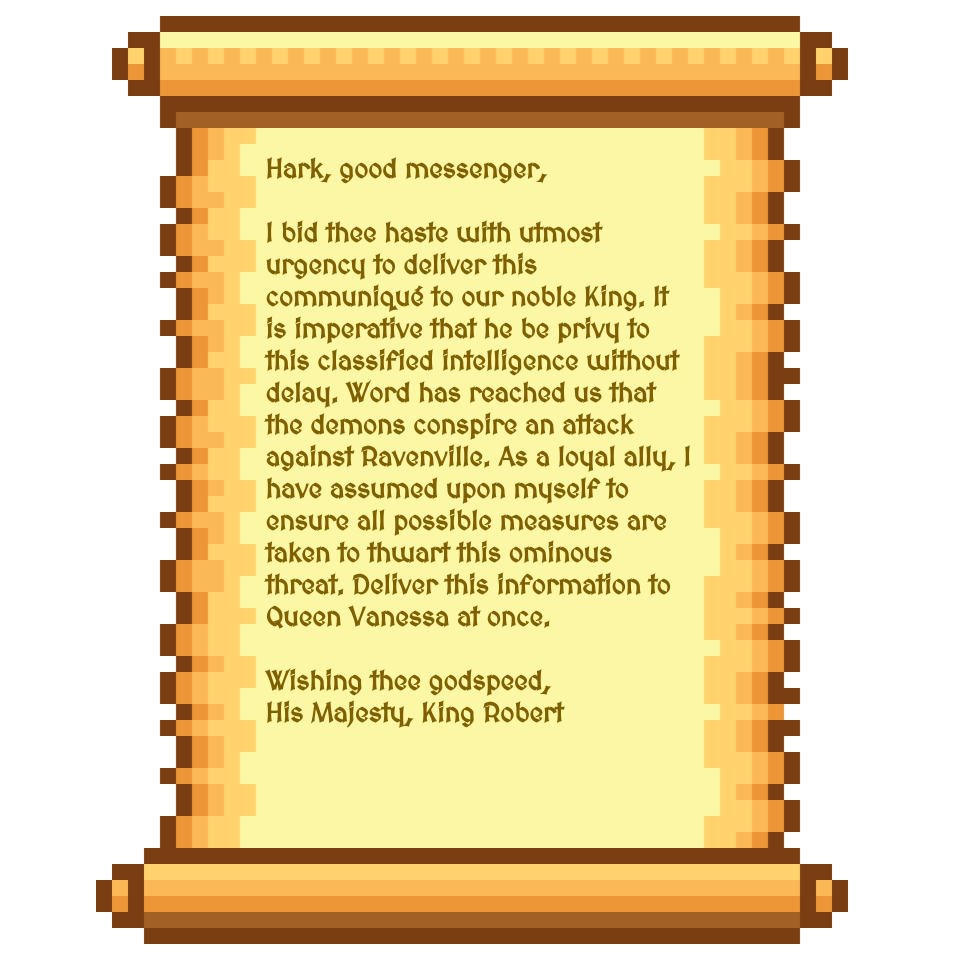 Hark, good messenger,
I bid thee haste with utmost
urgency to deliver this
communiqué to our noble King. It
is imperative that he be privy to
this classified intelligence without
delay. Word has reached us that
the demons conspire an attack
against Ravenville. As a loyal ally, I
have assumed upon myself to
ensure all possible measures are
taken to thwart this ominous
threat. Deliver this information to
Queen Vanessa at once.
Wishing thee godspeed,
His Majesty, King Robert